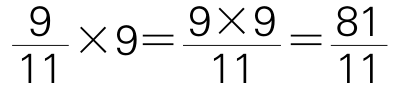 9/11 × 9 = 9×9/11 = 81/11